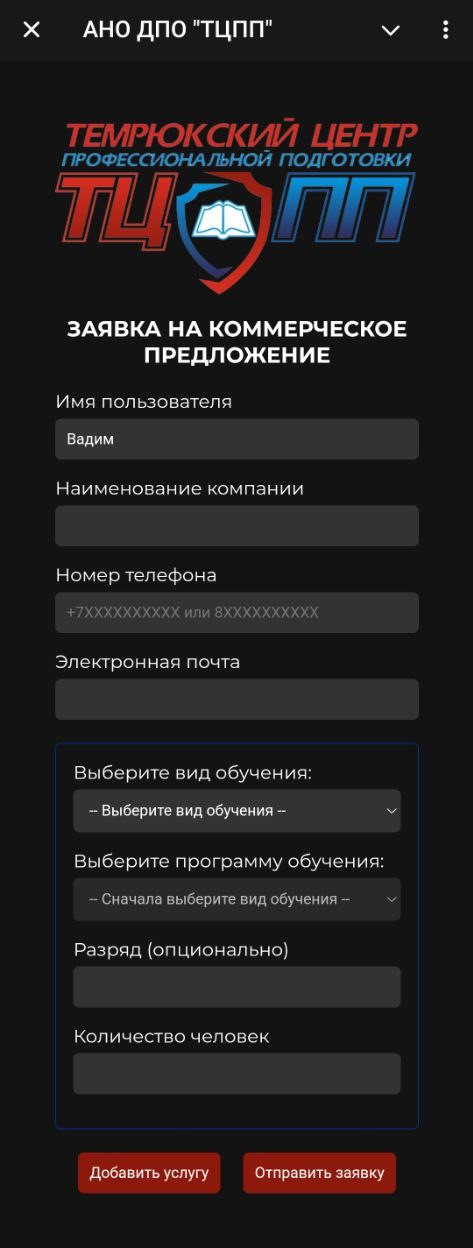 АНО ДПО "ТЦПП"
ТЕМРЮКСКИЙ ЦЕНТР
ПРОФЕССИОНАЛЬНОЙ ПОДГОТОВКИ
ТЦПП
ЗАЯВКА НА КОММЕРЧЕСКОЕ
ПРЕДЛОЖЕНИЕ
Имя пользователя
Вадим
Наименование компании
Номер телефона
+7XXXXXXXXXX или 8XXXXXXXXXX
Электронная почта
Выберите вид обучения:
-- Выберите вид обучения --
Выберите программу обучения:
-- Сначала выберите вид обучения --
Разряд (опционально)
Количество человек
Добавить услугу
Отправить заявку